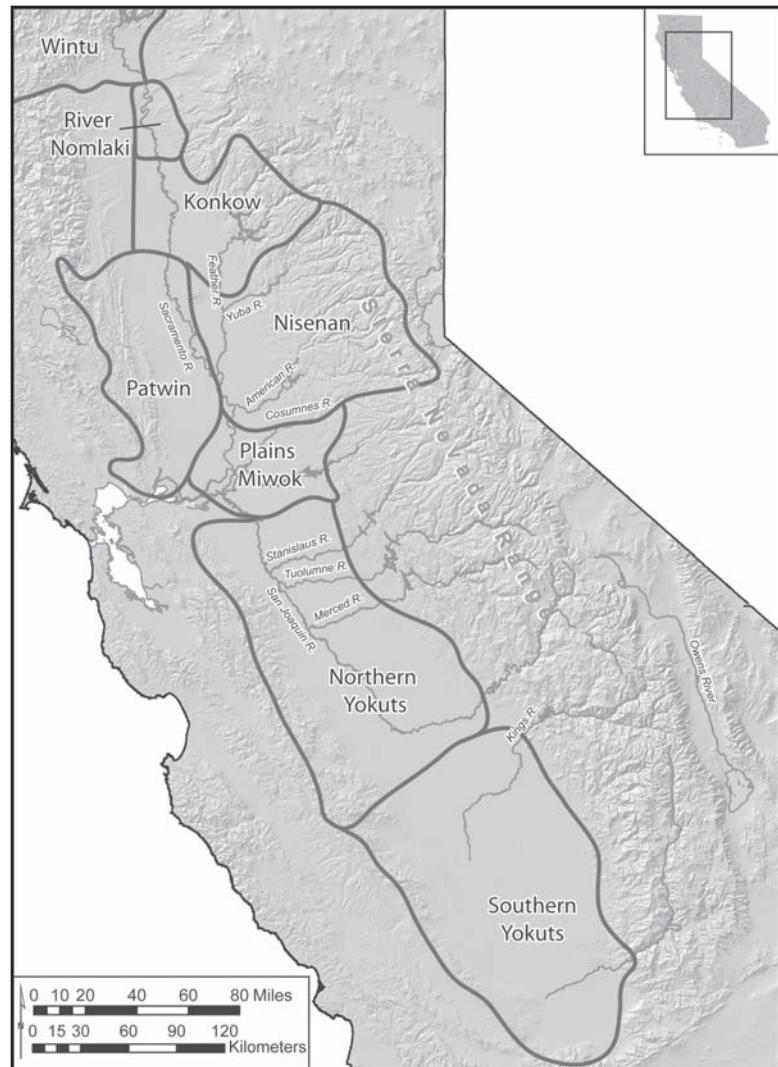 Wintu
River
Nomlaki
Konkow
Feather R.
Yuba R.
Nisenan
Sacramento R.
Sierra Nevada Range
American R.
Patwin
Cosumnes R.
Plains
Miwok
Stanislaus R.
Tuolumne R.
Merced R.
San Joaquin R.
Owens River
Northern
Yokuts
Kings R.
Southern
Yokuts
N
0 10 20 40 60 80 Miles
0 15 30 60 90 120
Kilometers